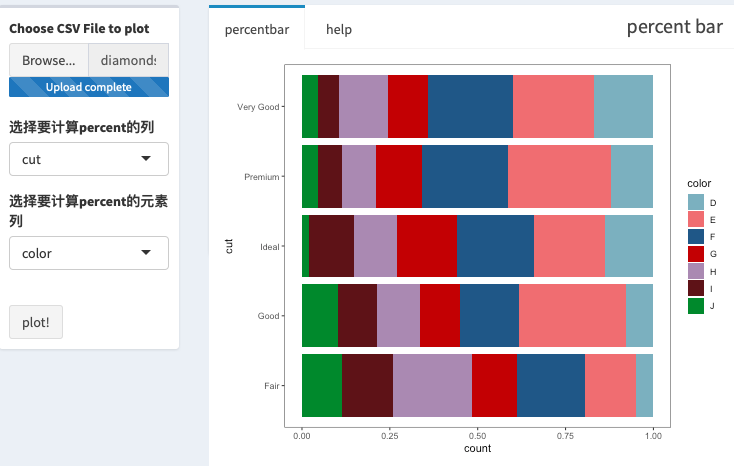 Choose CSV File to plot
Browse...
diamonds
Upload complete
选择要计算percent的列
cut
选择要计算percent的元素
列
color
plot!
percentbar
help
percent bar
Very Good
Premium
Ideal
Good
Fair
cut
0.00
0.25
0.50
0.75
1.00
count
color
D
E
F
G
H
I
J